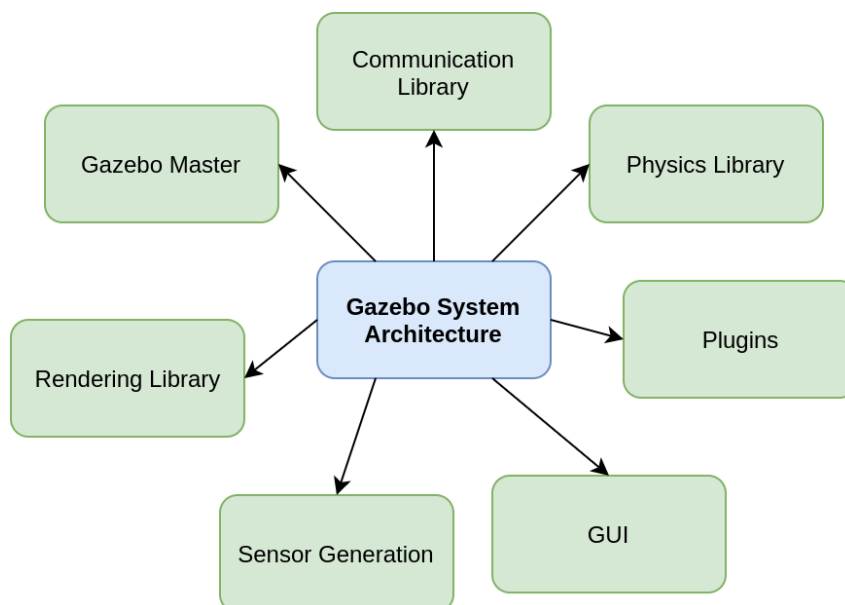 Communication
Library
Gazebo Master
Physics Library
Gazebo System
Architecture
Plugins
Rendering Library
Sensor Generation
GUI